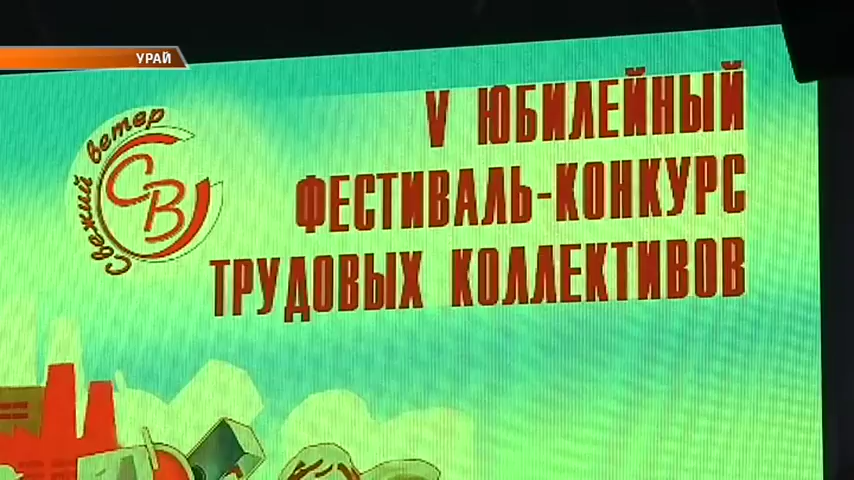 УРАЙ
Свежий ветер
СВ
V ЮБИЛЕЙНЫЙ
ФЕСТИВАЛЬ-КОНКУРС
ТРУДОВЫХ КОЛЛЕКТИВОВ